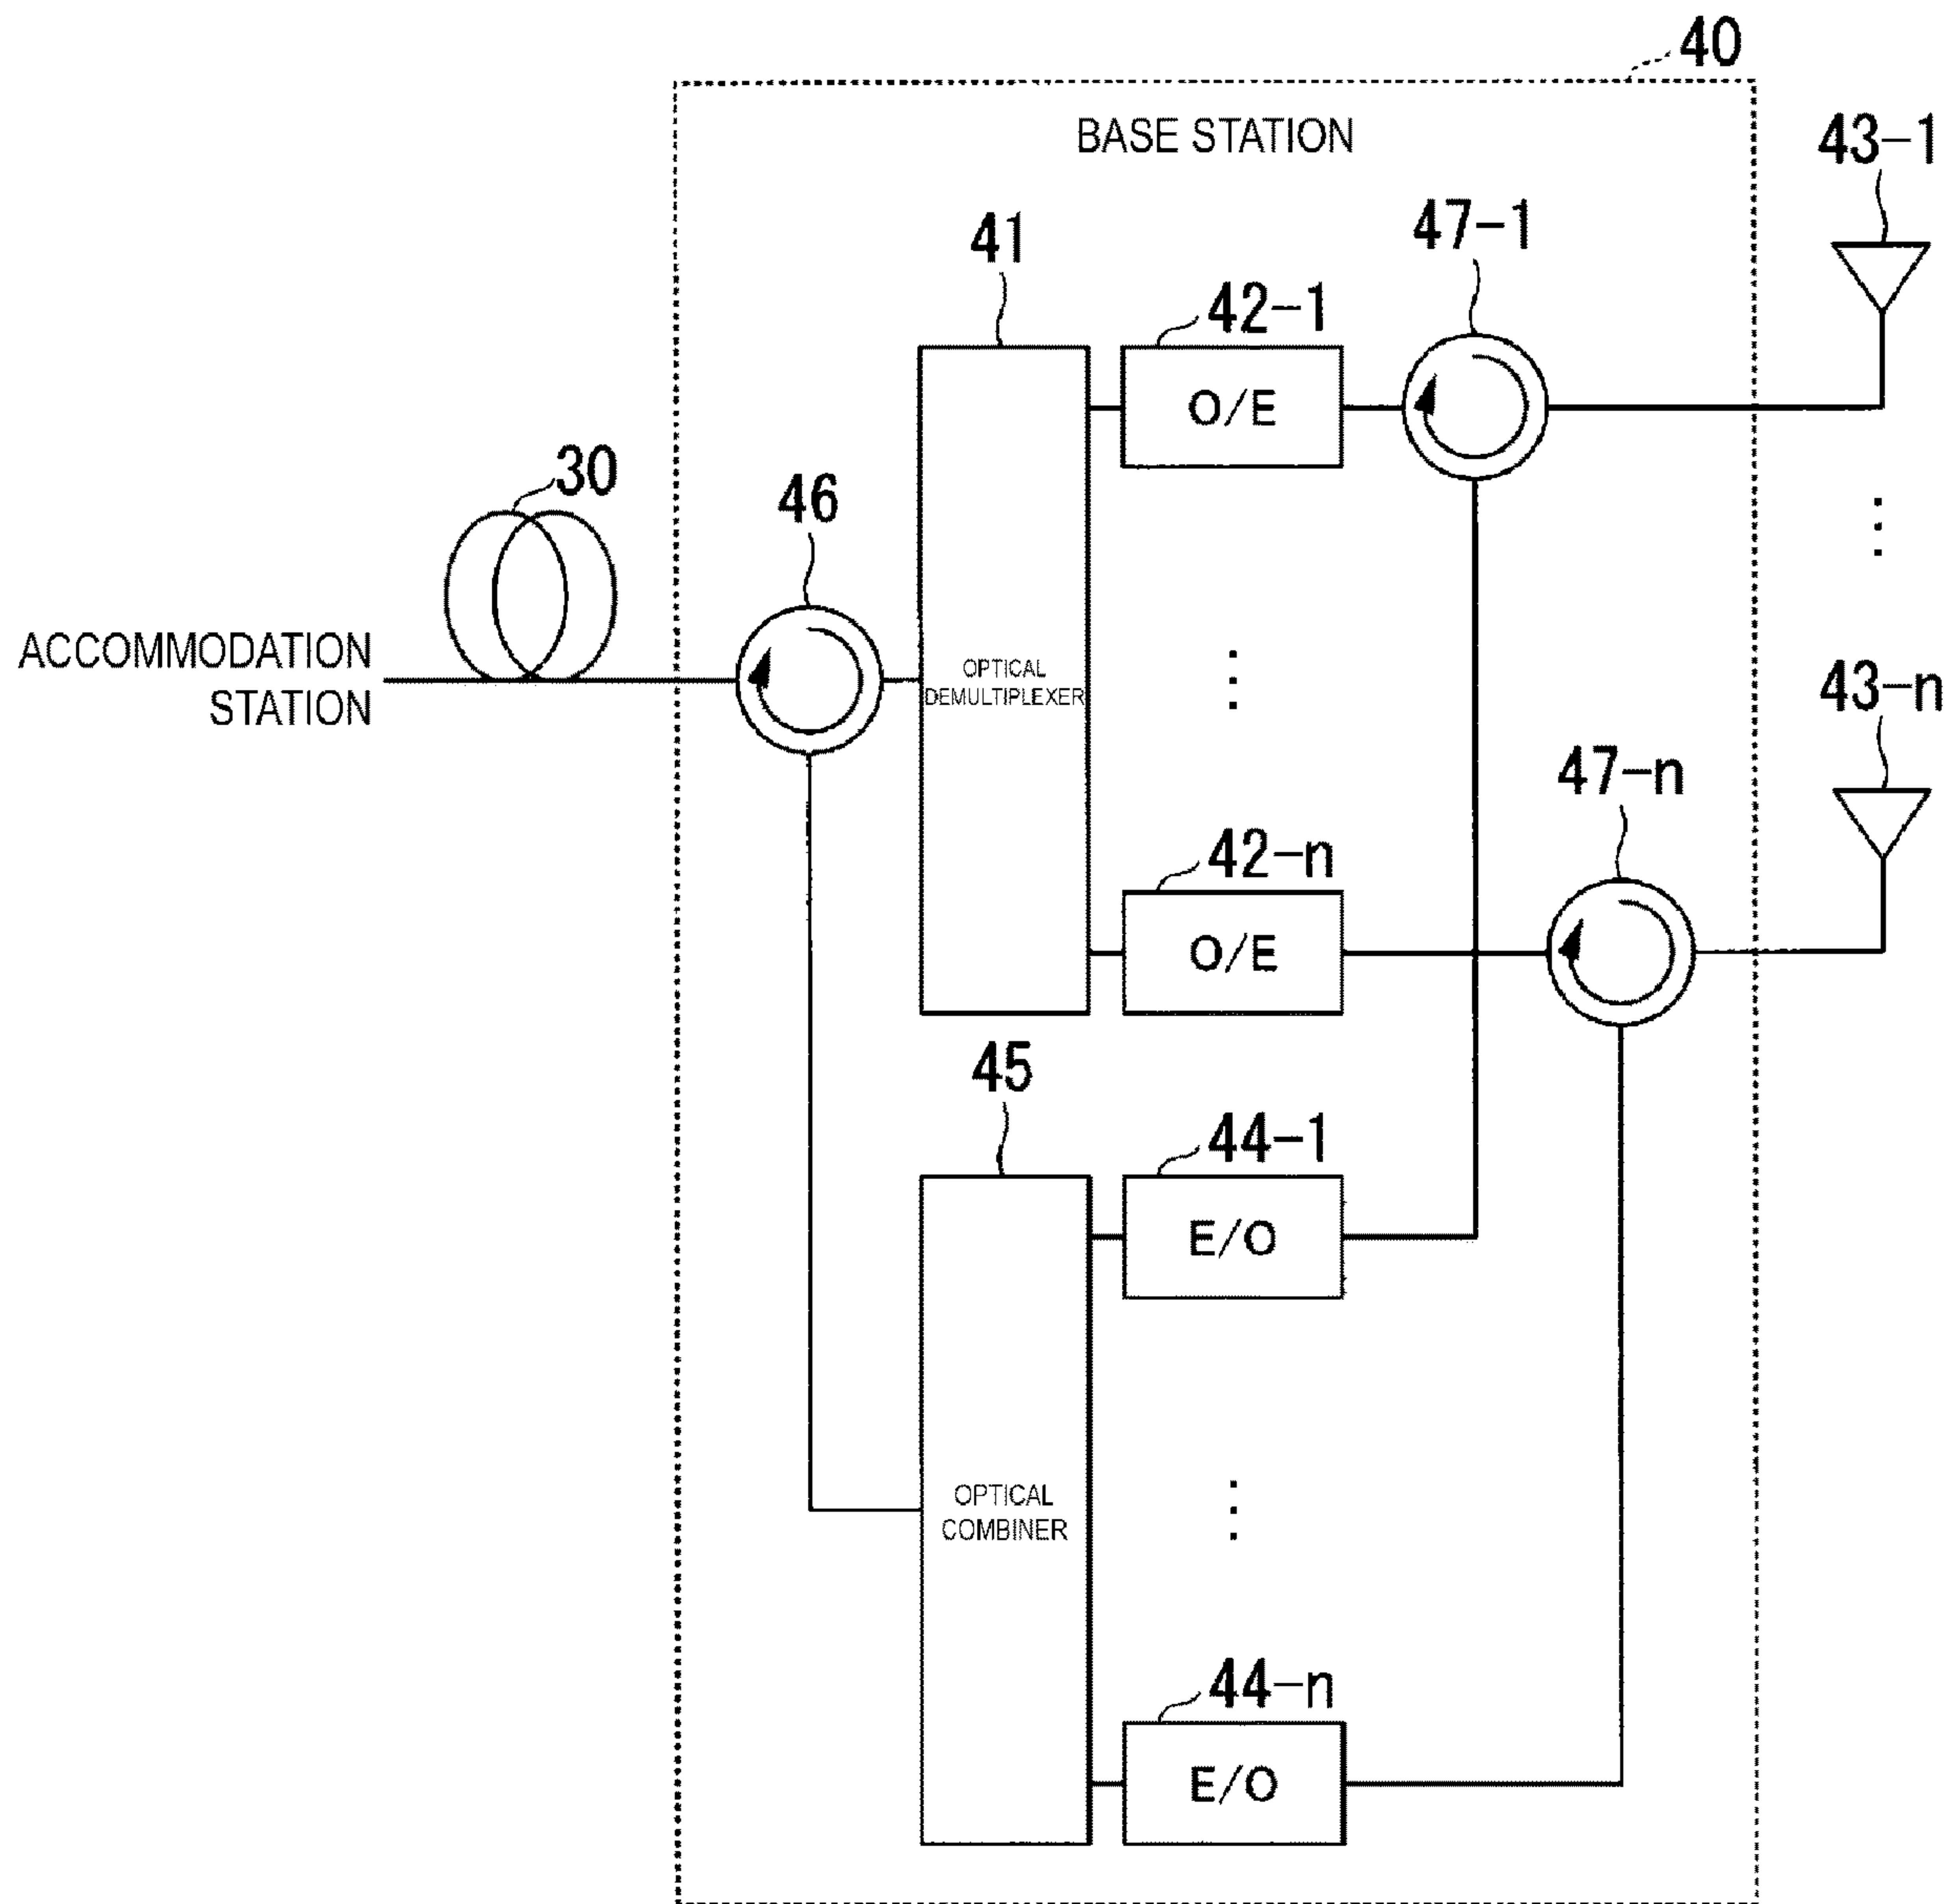 40
BASE STATION
43-1
47-1
41
42-1
O/E
30
46
ACCOMMODATION
STATION
OPTICAL
DEMULTIPLEXER
43-n
47-n
42-n
O/E
45
44-1
E/O
OPTICAL
COMBINER
44-n
E/O